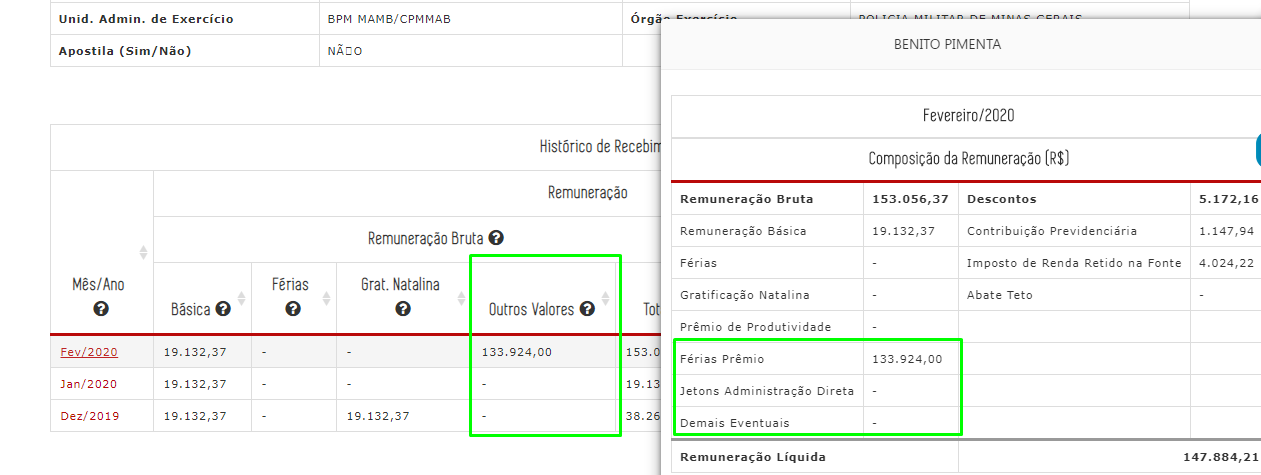 Unid. Admin. de Exercício BPM MAMB/CPMMAB Órgão Exercício POLICIA MILITAR DE MINAS GERAIS
Apostila (Sim/Não) NÃ▯O
Histórico de Recebim
Remuneração
Remuneração Bruta ?
Mês/Ano ?
Básica ?
Férias ?
Grat. Natalina ?
Outros Valores ?
Tot
Fev/2020 19.132,37 - - 133.924,00 153.0
Jan/2020 19.132,37 - - - 19.13
Dez/2019 19.132,37 - 19.132,37 - 38.26
BENITO PIMENTA
Fevereiro/2020
Composição da Remuneração (R$)
Remuneração Bruta 153.056,37 Descontos 5.172,16
Remuneração Básica 19.132,37 Contribuição Previdenciária 1.147,94
Férias - Imposto de Renda Retido na Fonte 4.024,22
Gratificação Natalina - Abate Teto -
Prêmio de Produtividade -
Férias Prêmio 133.924,00
Jetons Administração Direta -
Demais Eventuais -
Remuneração Líquida 147.884,21